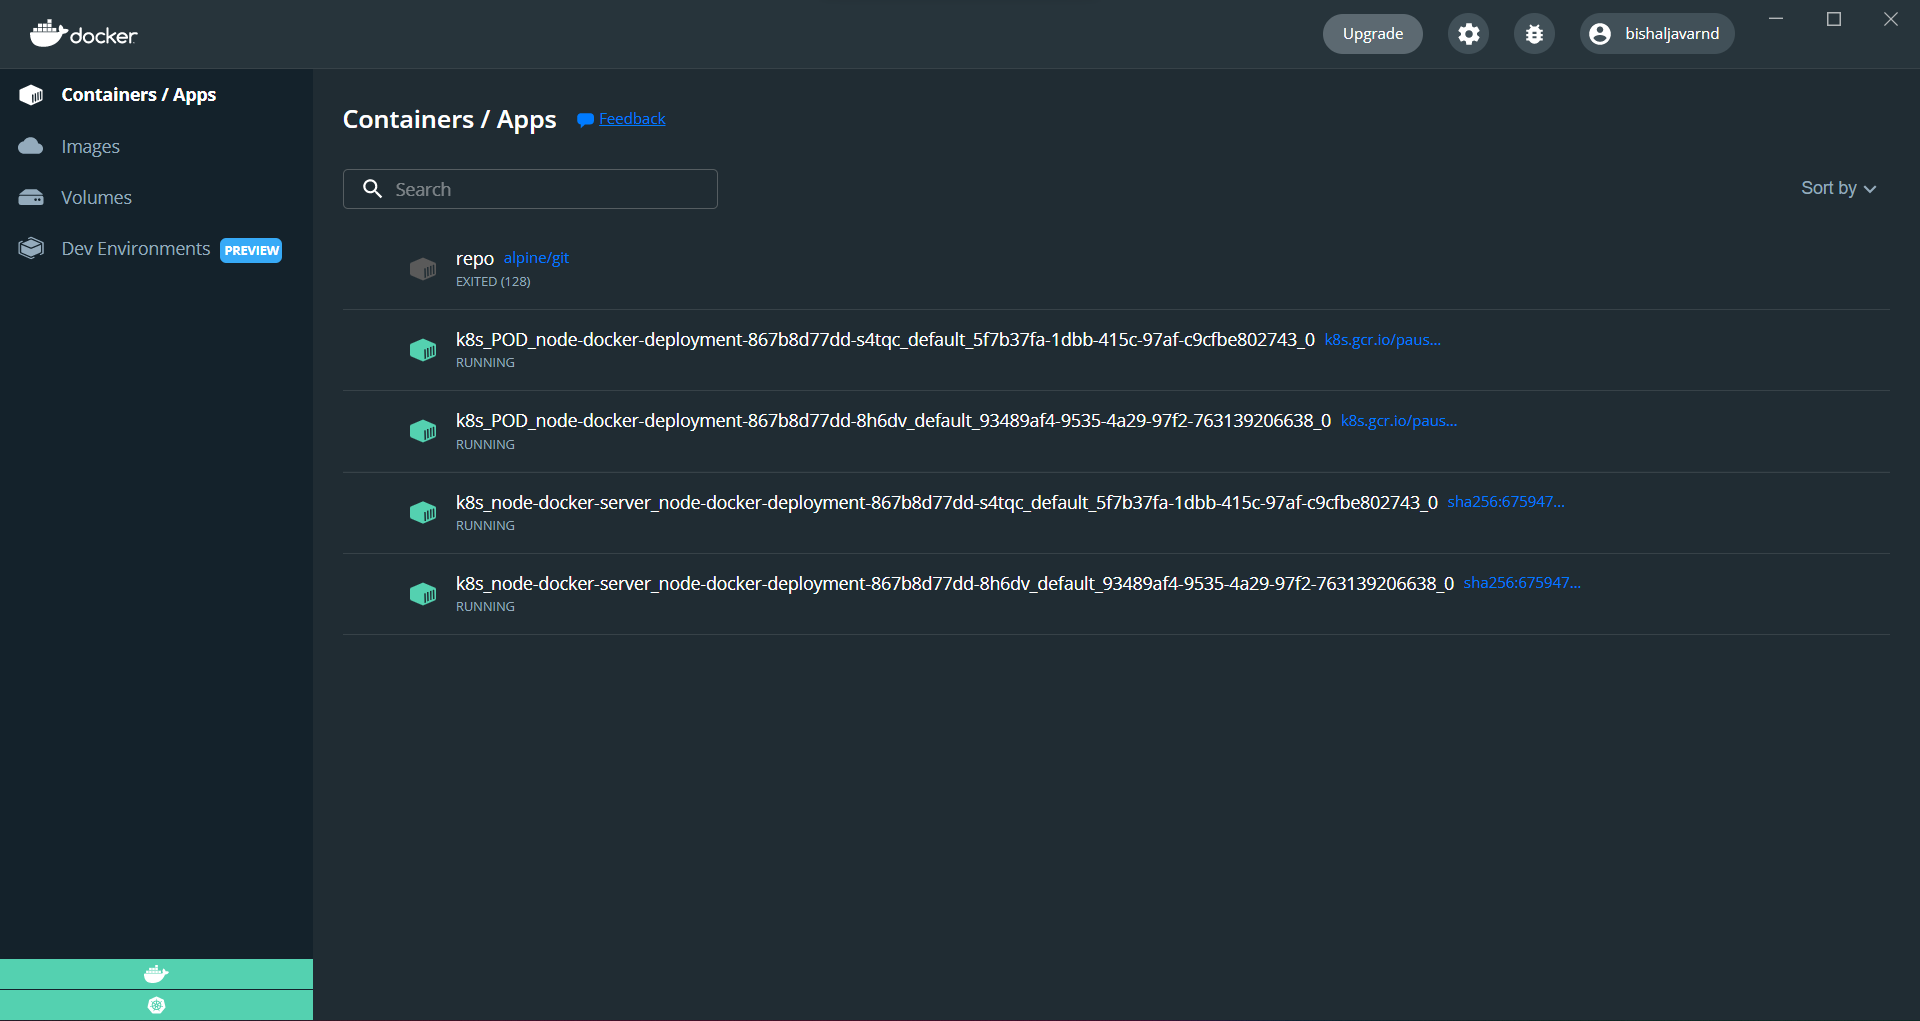 docker
Upgrade
bishaljavarnd
Containers / Apps
Images
Volumes
Dev Environments PREVIEW
Containers / Apps Feedback
Search
Sort by
repo alpine/git
EXITED (128)
k8s_POD_node-docker-deployment-867b8d77dd-s4tqc_default_5f7b37fa-1dbb-415c-97af-c9cfbe802743_0 k8s.gcr.io/paus...
RUNNING
k8s_POD_node-docker-deployment-867b8d77dd-8h6dv_default_93489af4-9535-4a29-97f2-763139206638_0 k8s.gcr.io/paus...
RUNNING
k8s_node-docker-server_node-docker-deployment-867b8d77dd-s4tqc_default_5f7b37fa-1dbb-415c-97af-c9cfbe802743_0 sha256:675947...
RUNNING
k8s_node-docker-server_node-docker-deployment-867b8d77dd-8h6dv_default_93489af4-9535-4a29-97f2-763139206638_0 sha256:675947...
RUNNING